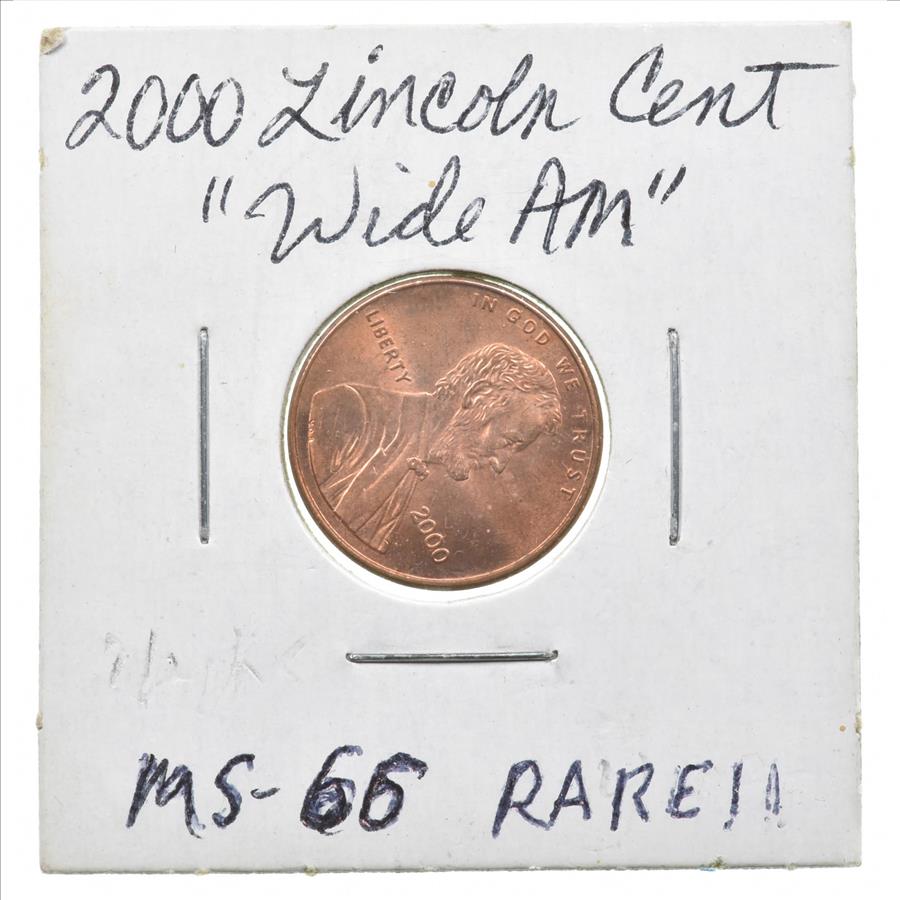 2000 Lincoln Cent
"Wide Am"
LIBERTY
IN GOD WE TRUST
2000
MS-66 RARE!!